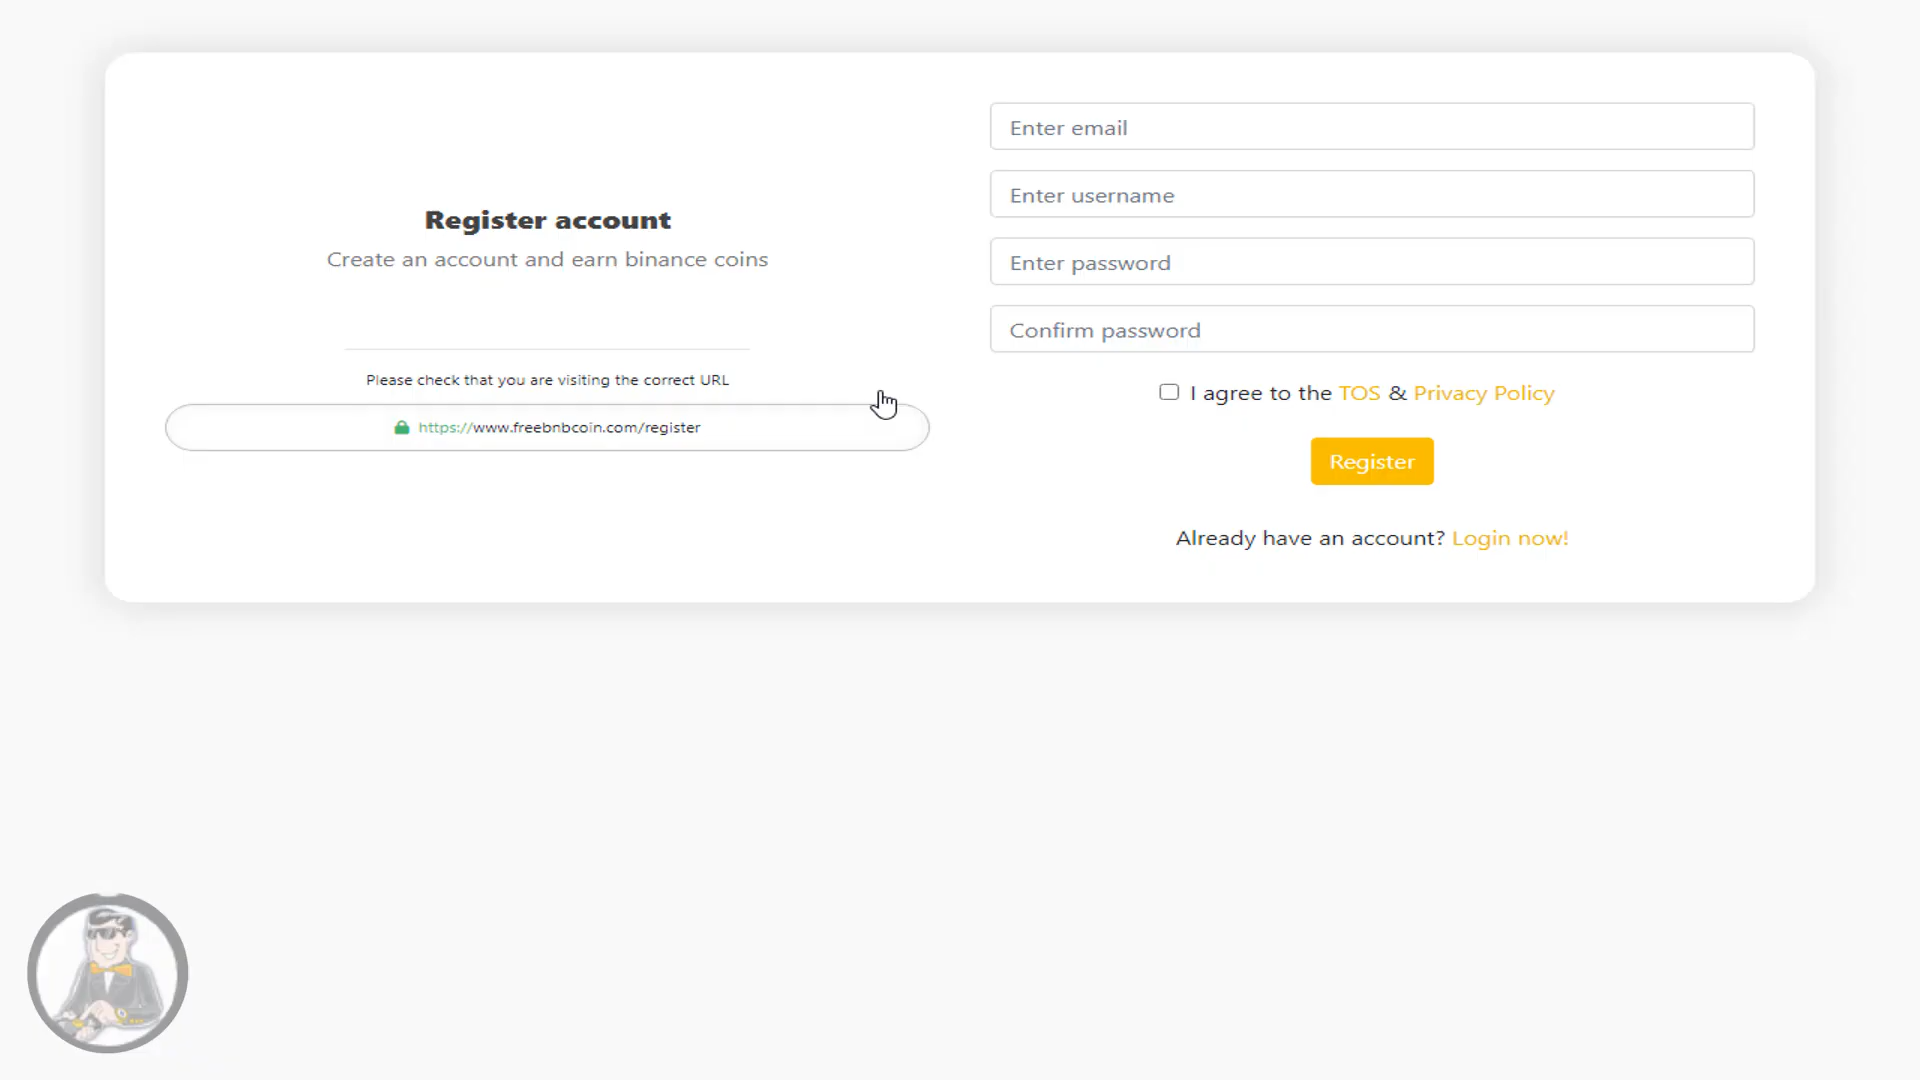 Register account
Create an account and earn binance coins
Please check that you are visiting the correct URL
https://www.freebnbcoin.com/register
Enter email
Enter username
Enter password
Confirm password
I agree to the TOS & Privacy Policy
Register
Already have an account? Login now!